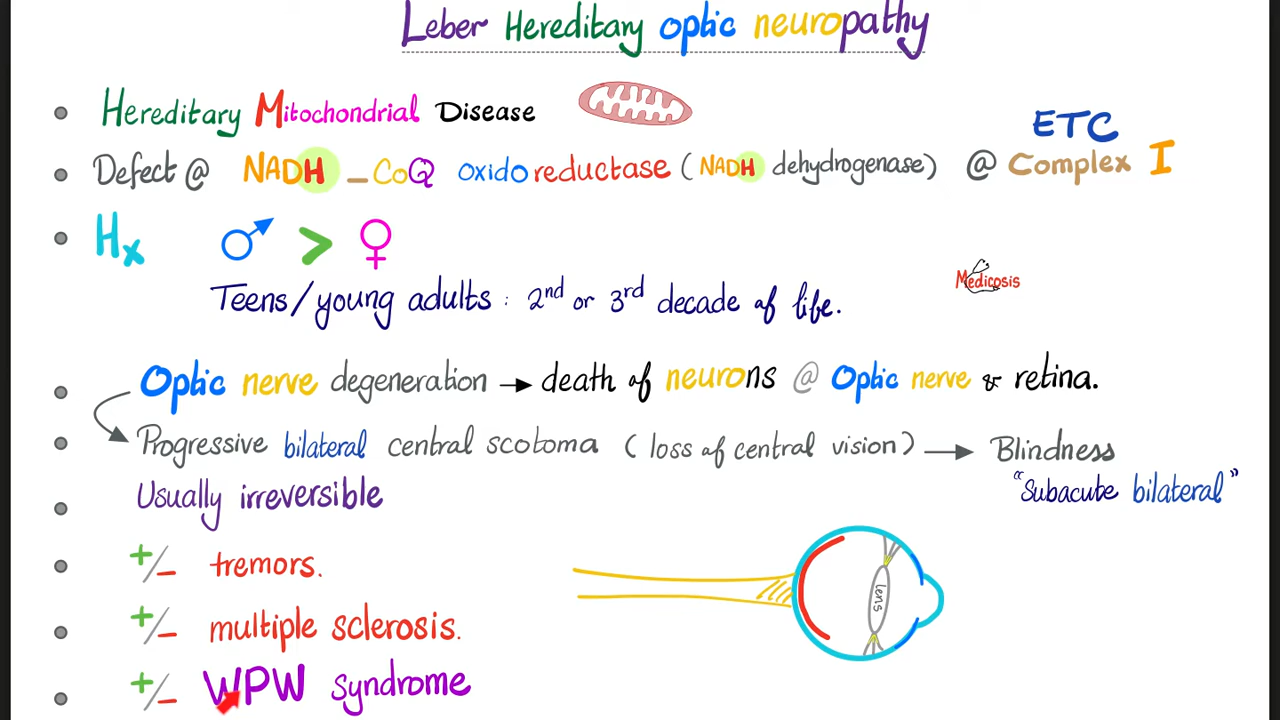 Leber Hereditary optic neuropathy
Hereditary Mitochondrial Disease
ETC
Defect @ NADH - CoQ oxidoreductase (NADH dehydrogenase) @ Complex I
Hx ♂ > ♀
Medicosis
Teens/young adults: 2nd or 3rd decade of life.
Optic nerve degeneration → death of neurons @ Optic nerve & retina.
Progressive bilateral central scotoma (loss of central vision) → Blindness
"Subacute bilateral"
Usually irreversible
+/- tremors.
lens
+/- multiple sclerosis.
+/- WPW syndrome